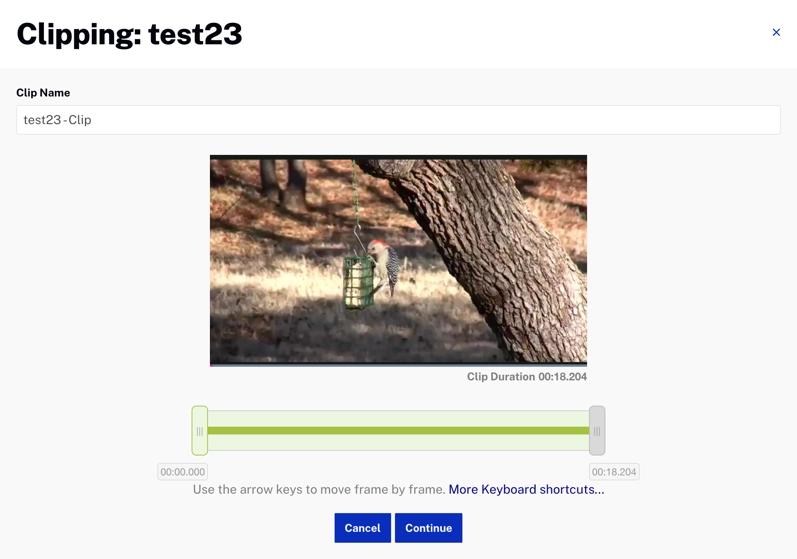 Clipping: test23
×
Clip Name
test23 - Clip
Clip Duration 00:18.204
00:00.000
00:18.204
Use the arrow keys to move frame by frame. More Keyboard shortcuts...
Cancel
Continue